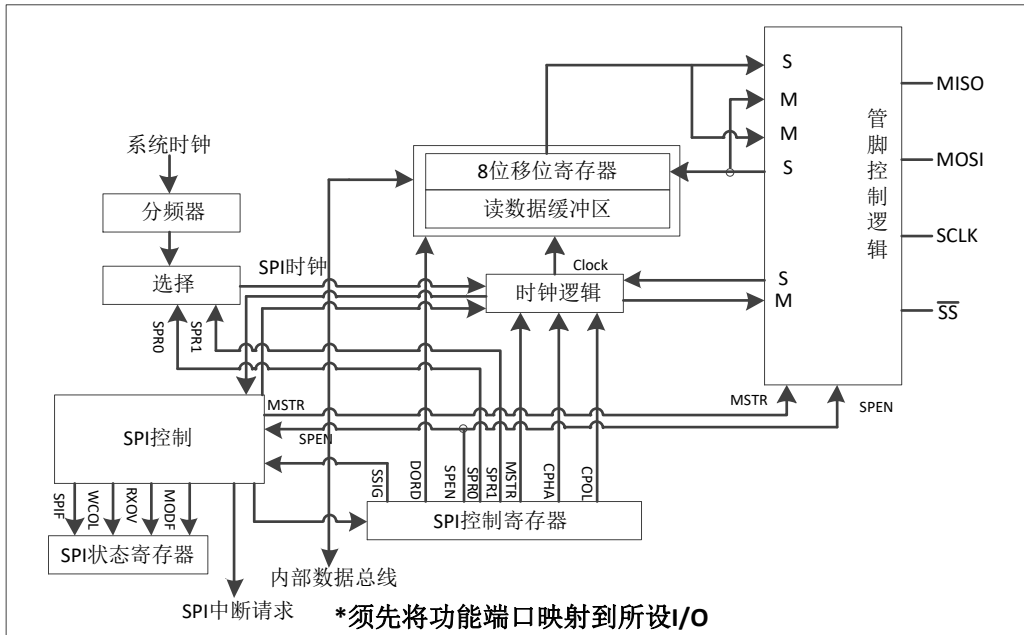 系统时钟
分频器
选择
SPI时钟
SPR0
SPR1
8位移位寄存器
读数据缓冲区
Clock
时钟逻辑
S
M
M
S
S
M
管脚控制逻辑
MISO
MOSI
SCLK
SS
MSTR
SPEN
SPI控制
MSTR
SPEN
SSIG
DORD
SPEN
SPR0
SPR1
MSTR
CPHA
CPOL
SPI控制寄存器
SPIF
WCOL
RXOV
MODF
SPI状态寄存器
SPI中断请求
内部数据总线
*须先将功能端口映射到所设I/O